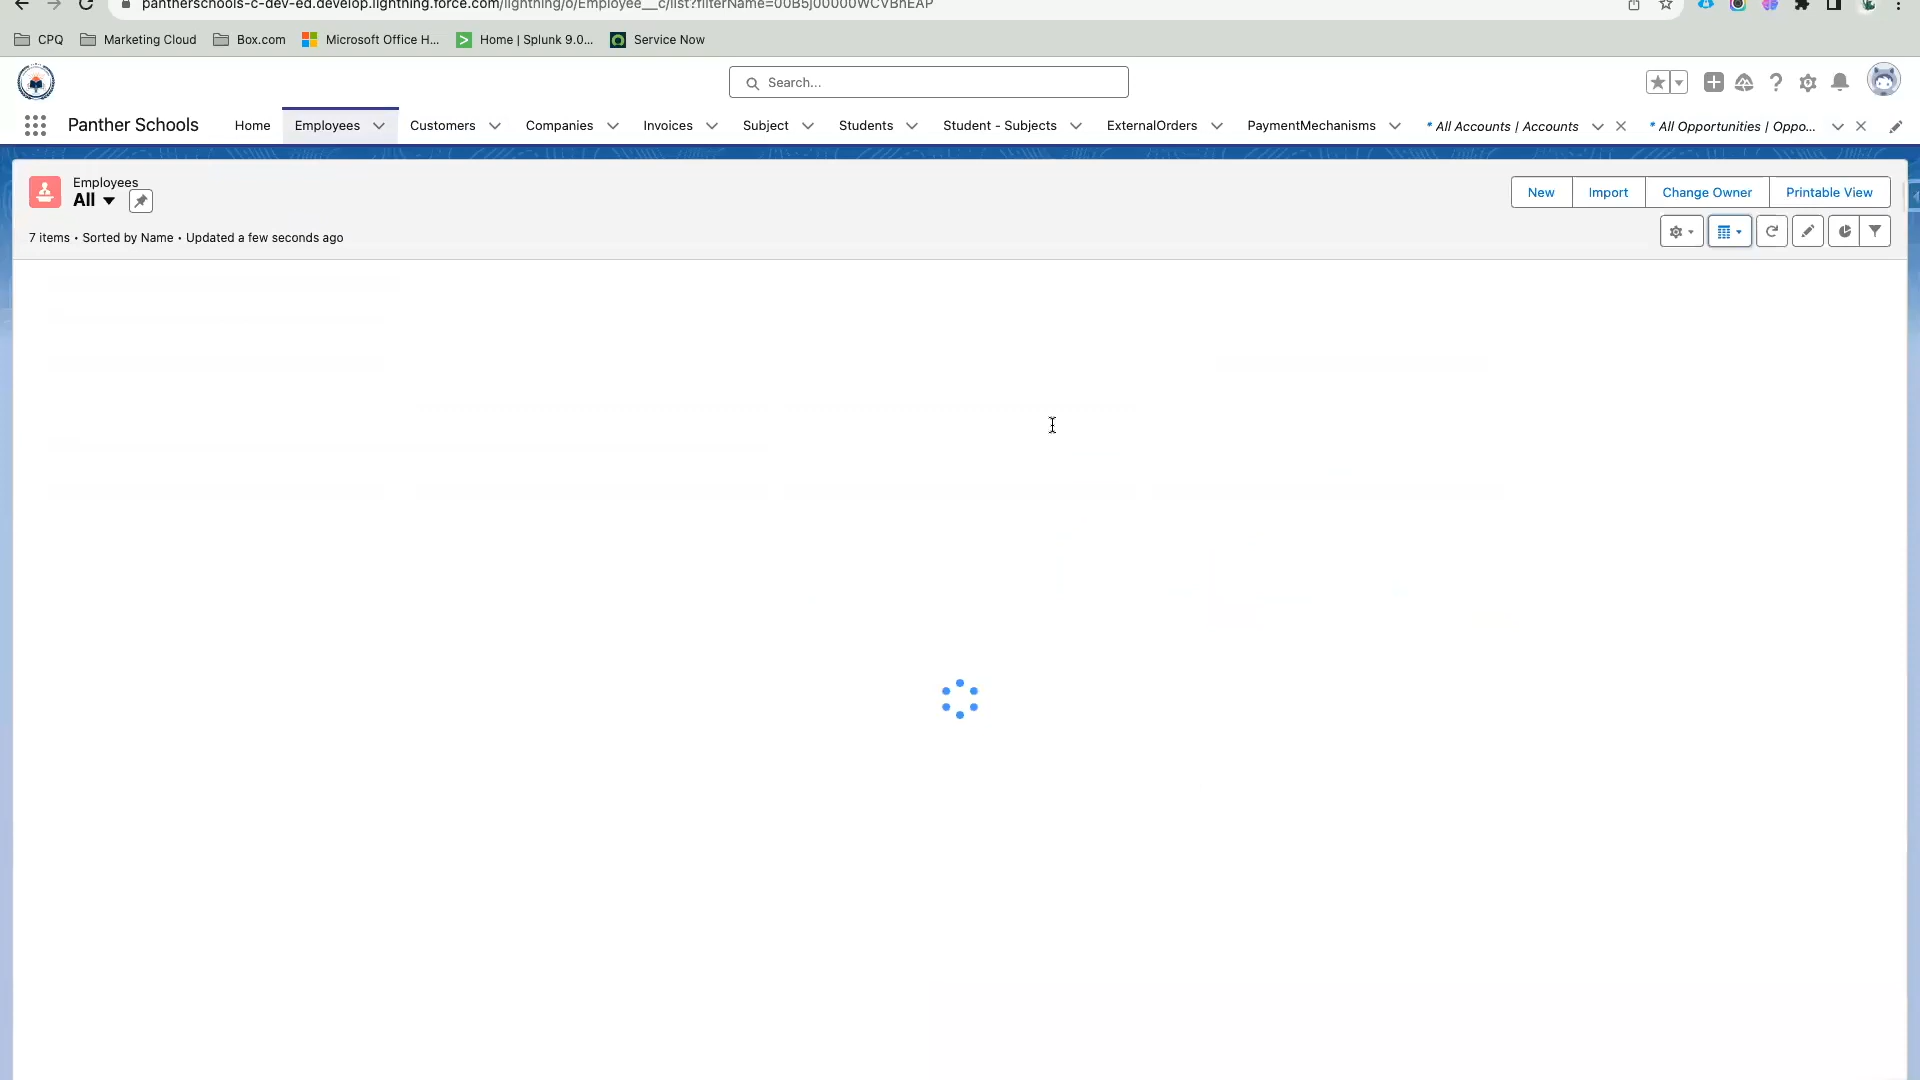 pantherschools-c-dev-ed.develop.lightning.force.com/lightning/o/Employee__c/list?filterName=00B5j00000WCVBhEAP
CPQ Marketing Cloud Box.com Microsoft Office H... Home | Splunk 9.0... Service Now
Search...
Panther Schools Home Employees Customers Companies Invoices Subject Students Student - Subjects ExternalOrders PaymentMechanisms * All Accounts | Accounts * All Opportunities | Oppo...
Employees
All
New Import Change Owner Printable View
7 items • Sorted by Name • Updated a few seconds ago